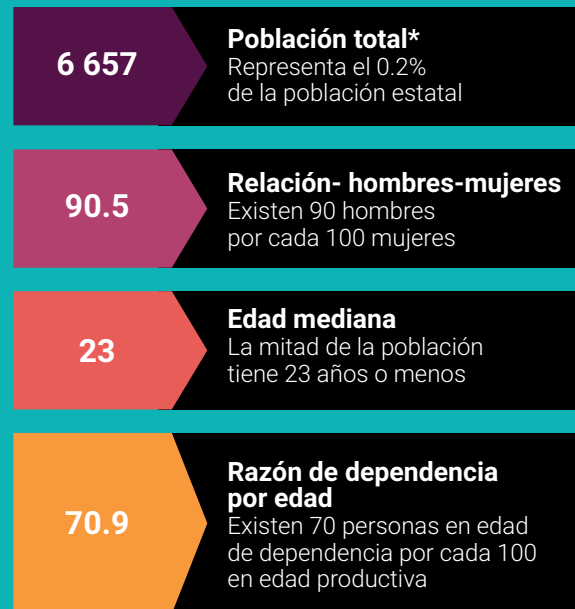 6 657
Población total*
Representa el 0.2%
de la población estatal
90.5
Relación- hombres-mujeres
Existen 90 hombres
por cada 100 mujeres
23
Edad mediana
La mitad de la población
tiene 23 años o menos
70.9
Razón de dependencia
por edad
Existen 70 personas en edad
de dependencia por cada 100
en edad productiva